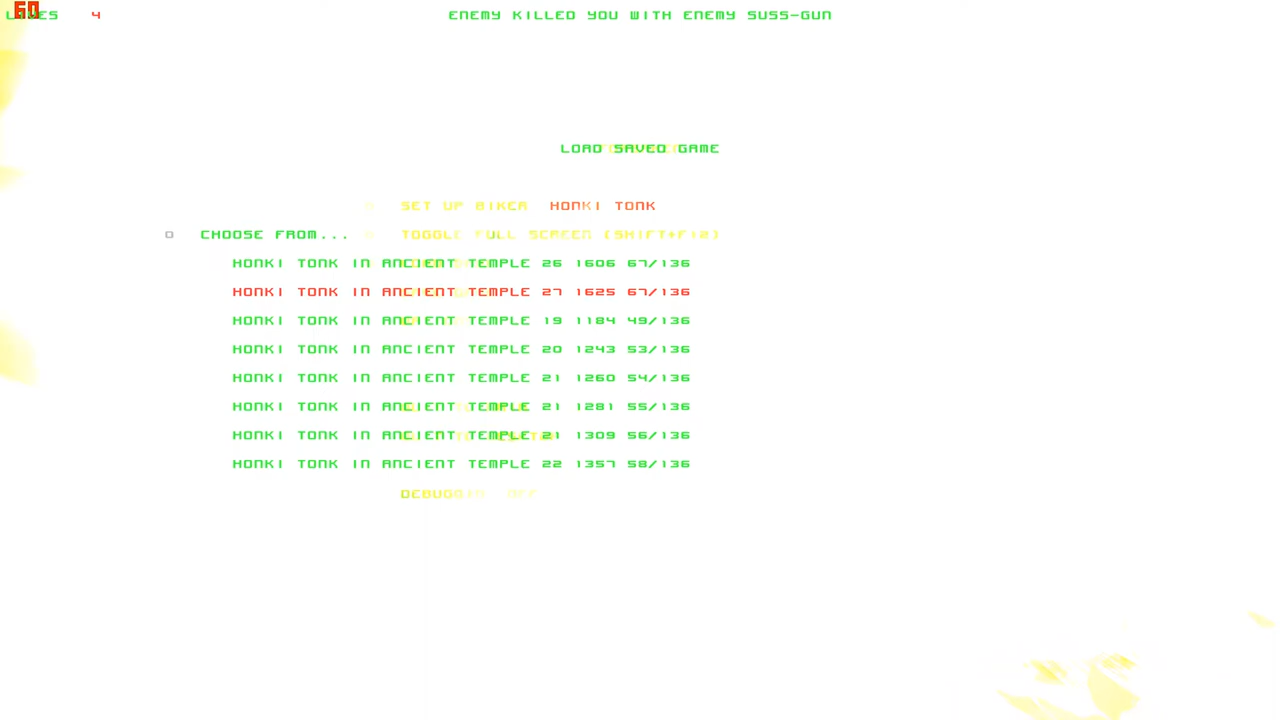 60
LIVES 4 ENEMY KILLED YOU WITH ENEMY SUSS-GUN
LOAD SAVED GAME
SET UP BIKER HONKI TONK
CHOOSE FROM...
TOGGLE FULL SCREEN (SHIFT+F12)
HONKI TONK IN ANCIENT TEMPLE 26 1606 67/136
HONKI TONK IN ANCIENT TEMPLE 27 1625 67/136
HONKI TONK IN ANCIENT TEMPLE 19 1184 49/136
HONKI TONK IN ANCIENT TEMPLE 20 1243 53/136
HONKI TONK IN ANCIENT TEMPLE 21 1260 54/136
HONKI TONK IN ANCIENT TEMPLE 21 1281 55/136
HONKI TONK IN ANCIENT TEMPLE 21 1309 56/136
HONKI TONK IN ANCIENT TEMPLE 22 1357 58/136